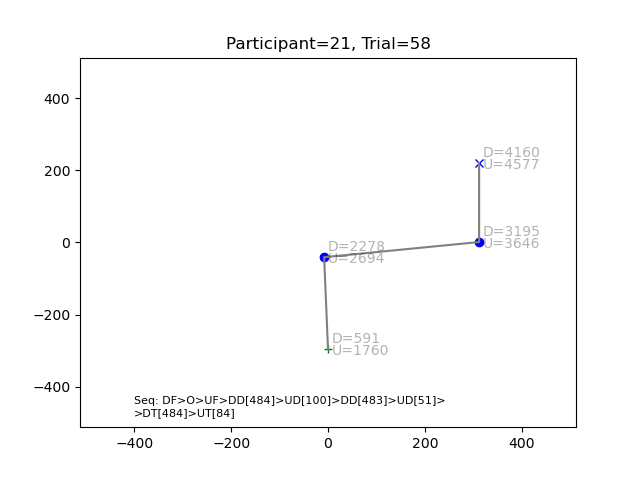 Participant=21, Trial=58
400
200
0
−200
−400
D=4160
U=4577
D=3195
U=3646
D=2278
U=2694
D=591
U=1760
Seq: DF>O>UF>DD[484]>UD[100]>DD[483]>UD[51]>
>DT[484]>UT[84]
−400
−200
0
200
400